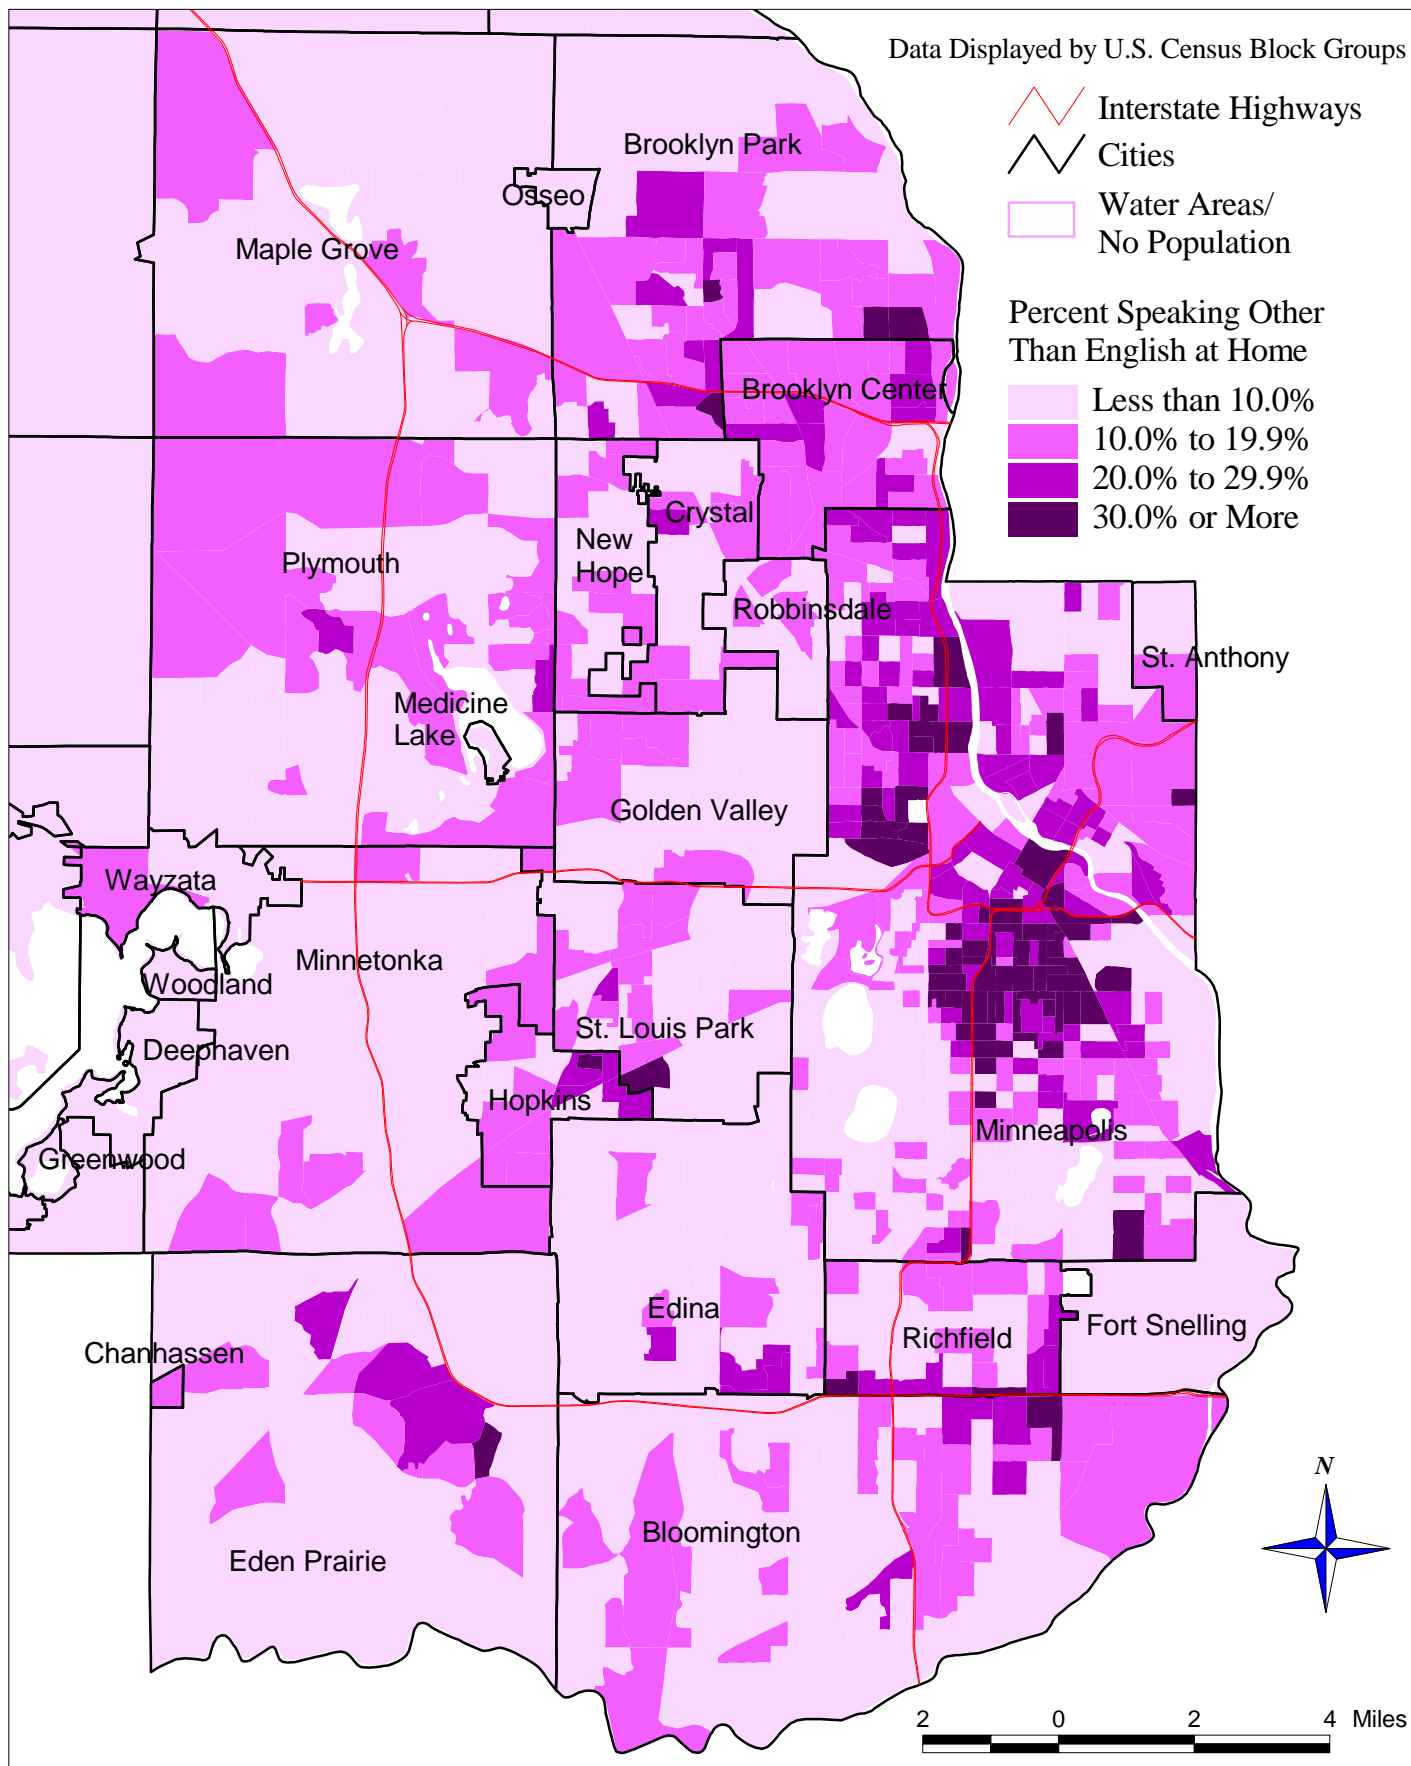 Data Displayed by U.S. Census Block Groups
Interstate Highways
Cities
Water Areas/
No Population
Percent Speaking Other
Than English at Home
Less than 10.0%
10.0% to 19.9%
20.0% to 29.9%
30.0% or More
Brooklyn Park
Osseo
Maple Grove
Brooklyn Center
Crystal
New
Hope
Plymouth
Robbinsdale
St. Anthony
Medicine
Lake
Golden Valley
Wayzata
Minnetonka
Woodland
St. Louis Park
Deephaven
Hopkins
Minneapolis
Greenwood
Edina
Richfield
Fort Snelling
Chanhassen
Bloomington
Eden Prairie
N
2 0 2 4 Miles